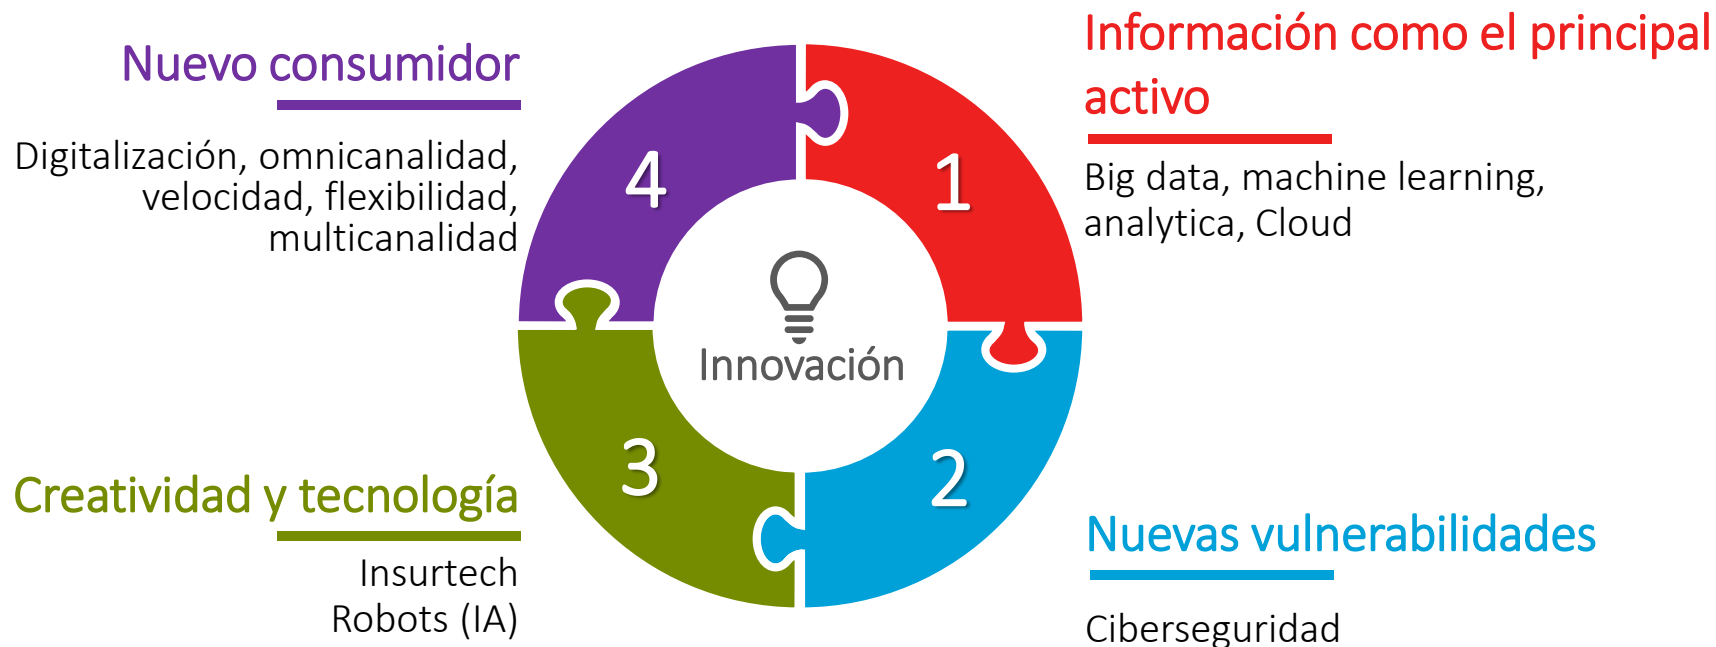 Información como el principal
activo
Big data, machine learning,
analytica, Cloud
1
Nuevas vulnerabilidades
Ciberseguridad
2
Creatividad y tecnología
Insurtech
Robots (IA)
3
Nuevo consumidor
Digitalización, omnicanalidad,
velocidad, flexibilidad,
multicanalidad
4
Innovación